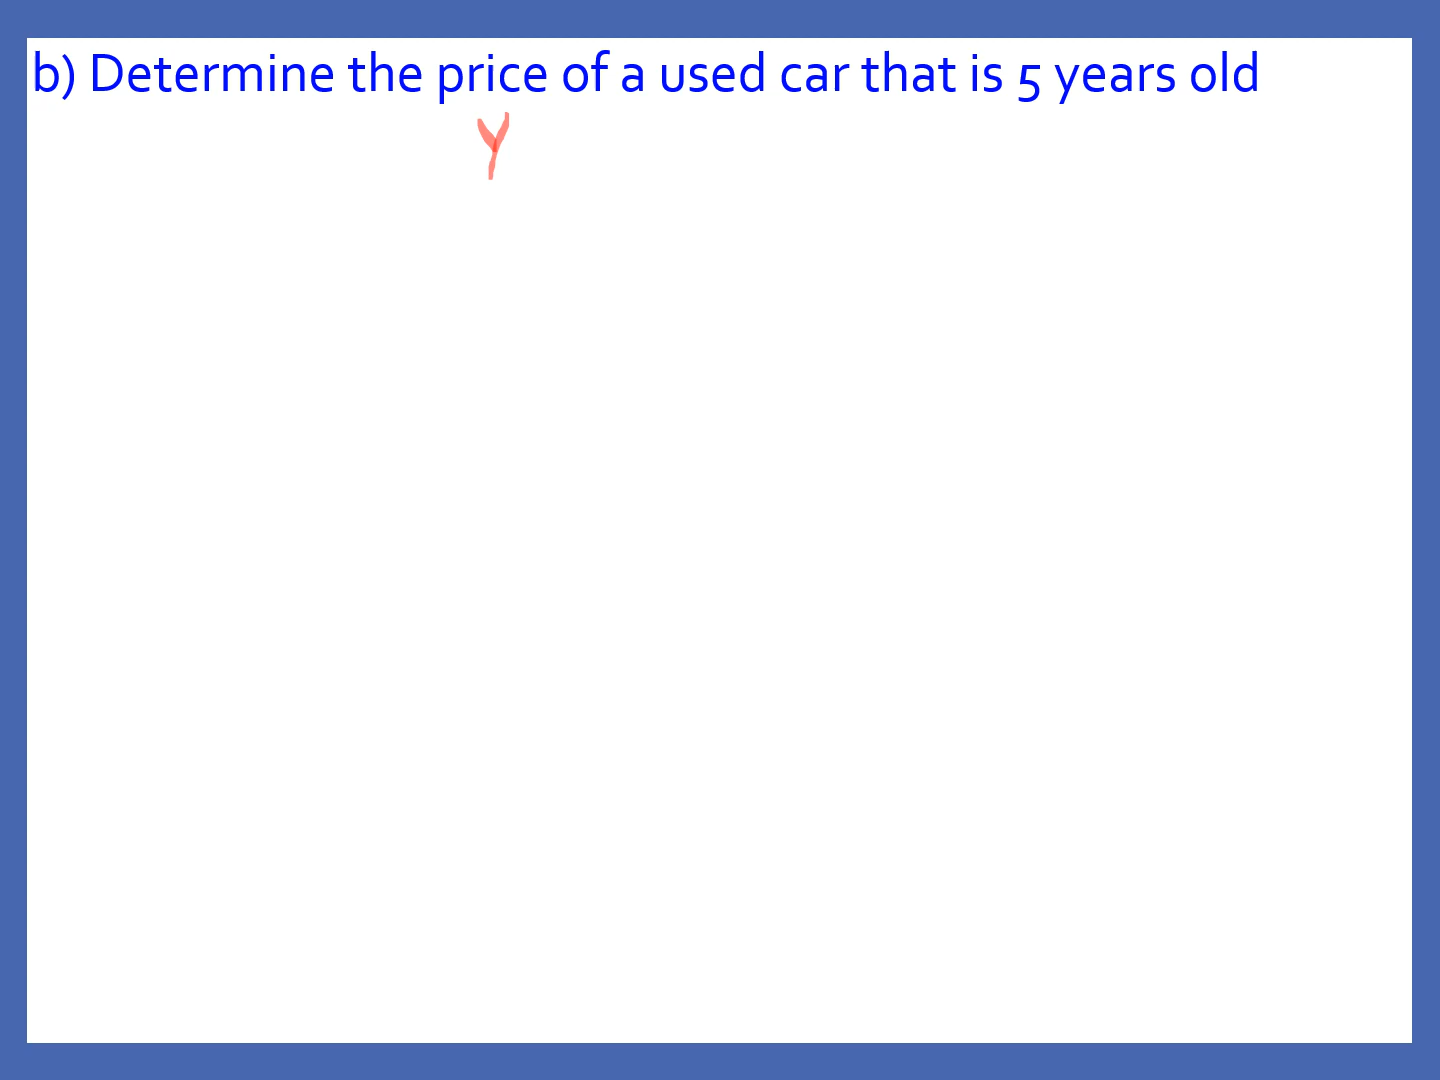 b) Determine the price of a used car that is 5 years old
Y